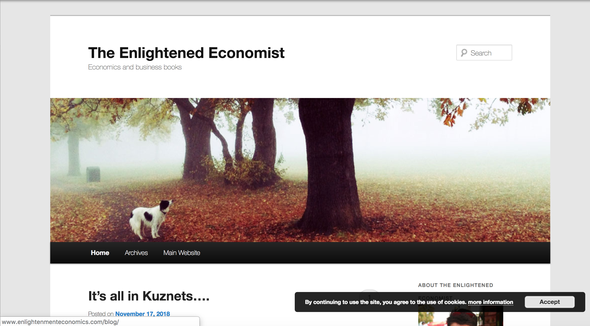 The Enlightened Economist
Economics and business books
Search
Home Archives Main Website
It's all in Kuznets....
Posted on November 17, 2018
ABOUT THE ENLIGHTENED
By continuing to use the site, you agree to the use of cookies. more information Accept
www.enlightenmenteconomics.com/blog/